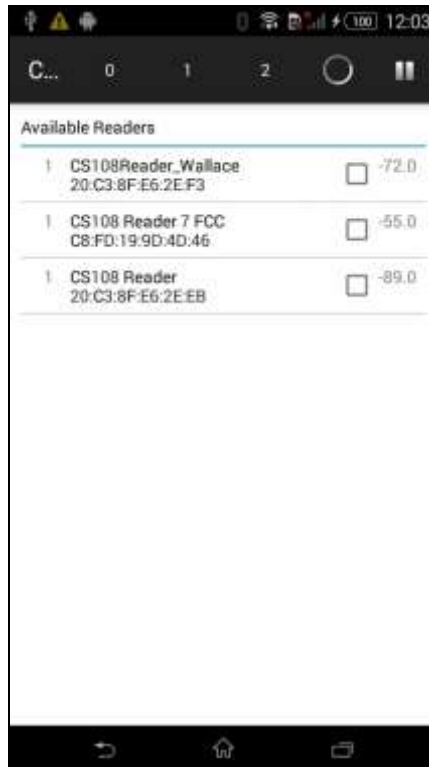 100 12:03
C... 0 1 2
Available Readers
1 CS108Reader_Wallace -72.0
20:C3:8F:E6:2E:F3
1 CS108 Reader 7 FCC -55.0
C8:FD:19:9D:4D:46
1 CS108 Reader -89.0
20:C3:8F:E6:2E:EB